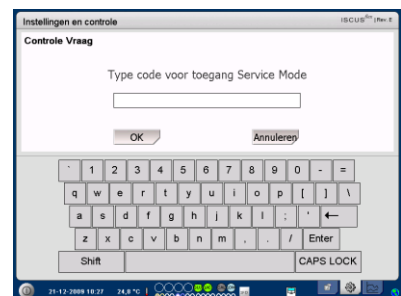 Instellingen en controle ISCUSflex |Rev. E
Controle Vraag
Type code voor toegang Service Mode
OK Annuleren
` 1 2 3 4 5 6 7 8 9 0 - =
q w e r t y u i o p [ ] \
a s d f g h j k l ; ' ←
z x c v b n m , . / Enter
Shift CAPS LOCK
21-12-2009 10:27 24,8 °C